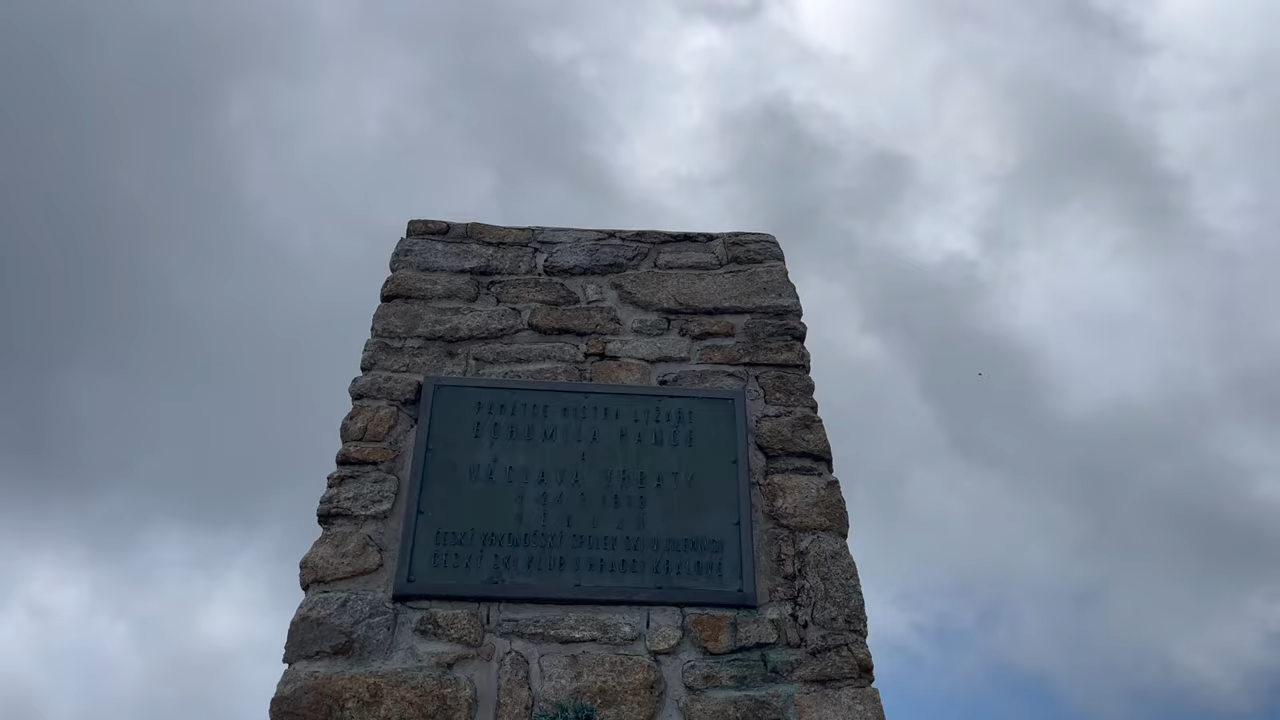 PAMÁTCE MISTRA LYŽAŘE
BOHUMILA HANČE
A
VÁCLAVA VRBATY
24 1913
VĚNUJÍ
ČESKÝ KRKONOŠSKÝ SPOLEK SKI V JILEMNICI
ČESKÝ SKI KLUB V HRADCI KRÁLOVÉ